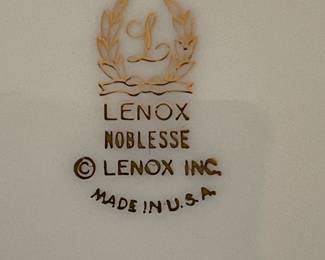 L
LENOX
NOBLESSE
© LENOX INC.
MADE IN U.S.A.